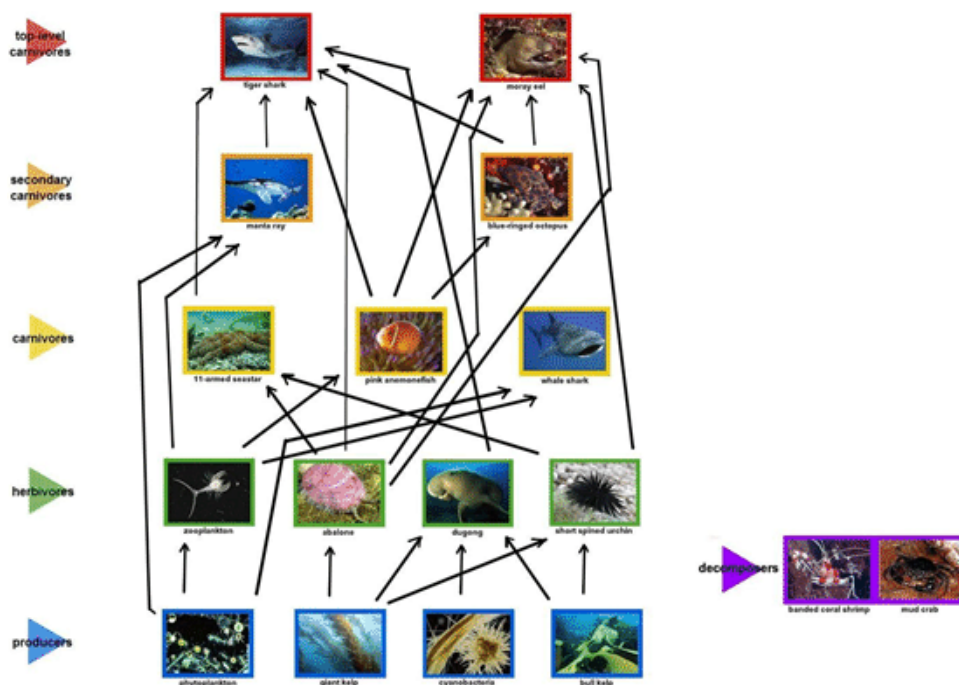 top-level
carnivores
tiger shark
moray eel
secondary
carnivores
manta ray
blue-ringed octopus
carnivores
11-armed seastar
pink anemonefish
whale shark
herbivores
zooplankton
abalone
dugong
short spined urchin
decomposers
banded coral shrimp
mud crab
producers
phytoplankton
giant kelp
cyanobacteria
bull kelp